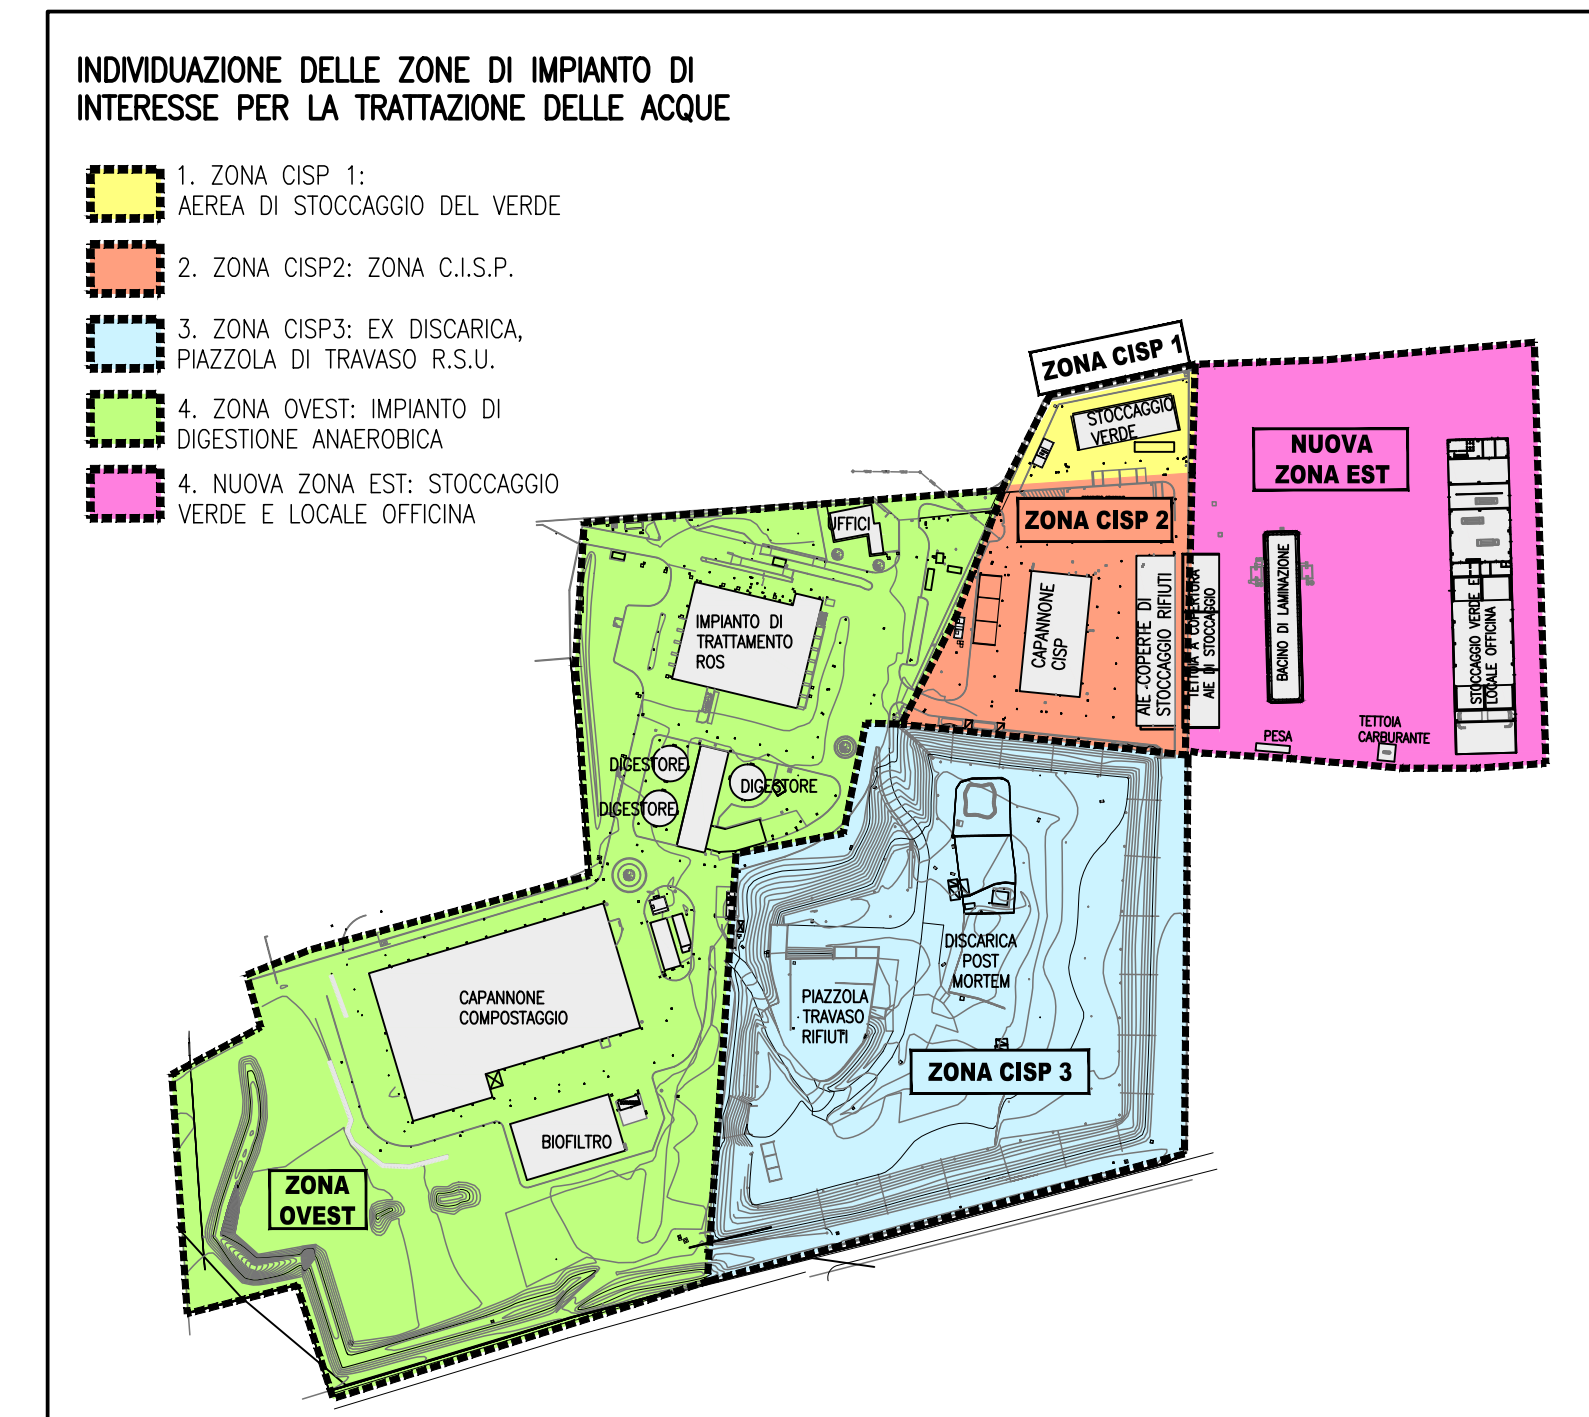 INDIVIDUAZIONE DELLE ZONE DI IMPIANTO DI
INTERESSE PER LA TRATTAZIONE DELLE ACQUE
1. ZONA CISP 1:
AEREA DI STOCCAGGIO DEL VERDE
2. ZONA CISP2: ZONA C.I.S.P.
3. ZONA CISP3: EX DISCARICA,
PIAZZOLA DI TRAVASO R.S.U.
4. ZONA OVEST: IMPIANTO DI
DIGESTIONE ANAEROBICA
4. NUOVA ZONA EST: STOCCAGGIO
VERDE E LOCALE OFFICINA
ZONA CISP 1
STOCCAGGIO
VERDE
NUOVA
ZONA EST
ZONA CISP 2
UFFICI
IMPIANTO DI
TRATTAMENTO
ROS
CAPANNONE
CISP
AIE COPERTE DI
STOCCAGGIO RIFIUTI
TETTOIA A COPERTURA
AIE DI STOCCAGGIO
BACINO DI LAMINAZIONE
STOCCAGGIO VERDE E
LOCALE OFFICINA
PESA
TETTOIA
CARBURANTE
DIGESTORE
DIGESTORE
DIGESTORE
DISCARICA
POST
MORTEM
PIAZZOLA
TRAVASO
RIFIUTI
CAPANNONE
COMPOSTAGGIO
ZONA CISP 3
BIOFILTRO
ZONA
OVEST